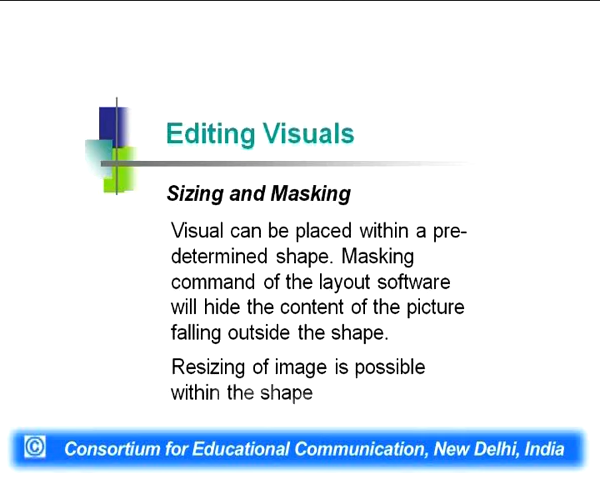 Editing Visuals
Sizing and Masking
Visual can be placed within a pre-
determined shape. Masking
command of the layout software
will hide the content of the picture
falling outside the shape.
Resizing of image is possible
within the shape
© Consortium for Educational Communication, New Delhi, India